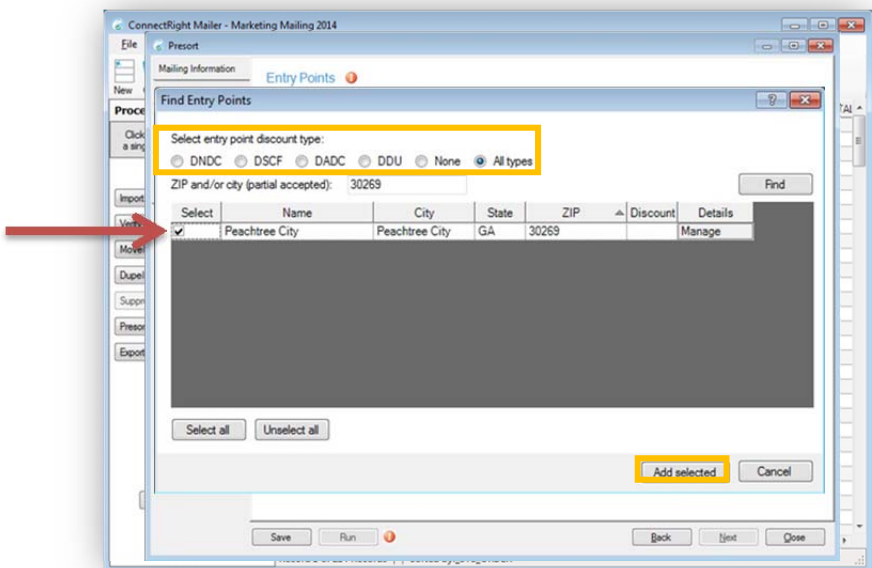 ConnectRight Mailer - Marketing Mailing 2014
File
Presort
Mailing Information
Entry Points
New
Find Entry Points
Select entry point discount type:
DNDC DSCF DADC DDU None All types
ZIP and/or city (partial accepted): 30269 Find
Select Name City State ZIP Discount Details
Peachtree City Peachtree City GA 30269 Manage
Select all Unselect all
Add selected Cancel
Save Run Back Next Close